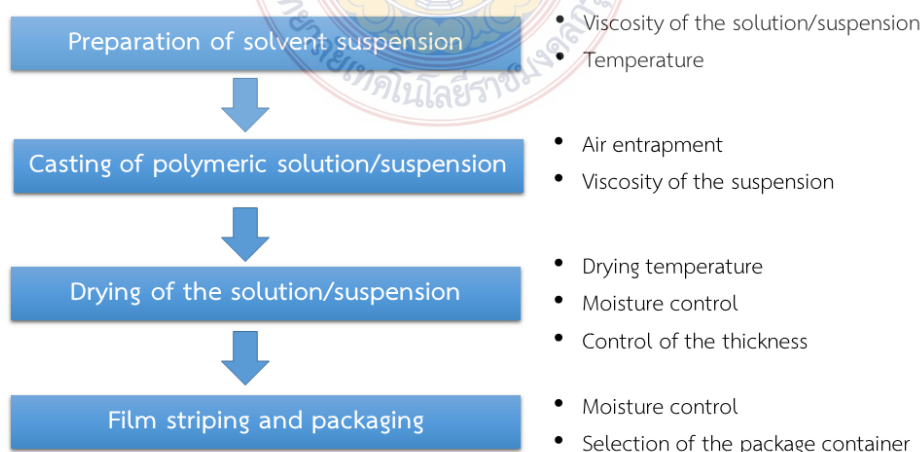 Preparation of solvent suspension
• Viscosity of the solution/suspension
• Temperature
Casting of polymeric solution/suspension
• Air entrapment
• Viscosity of the suspension
Drying of the solution/suspension
• Drying temperature
• Moisture control
• Control of the thickness
Film striping and packaging
• Moisture control
• Selection of the package container